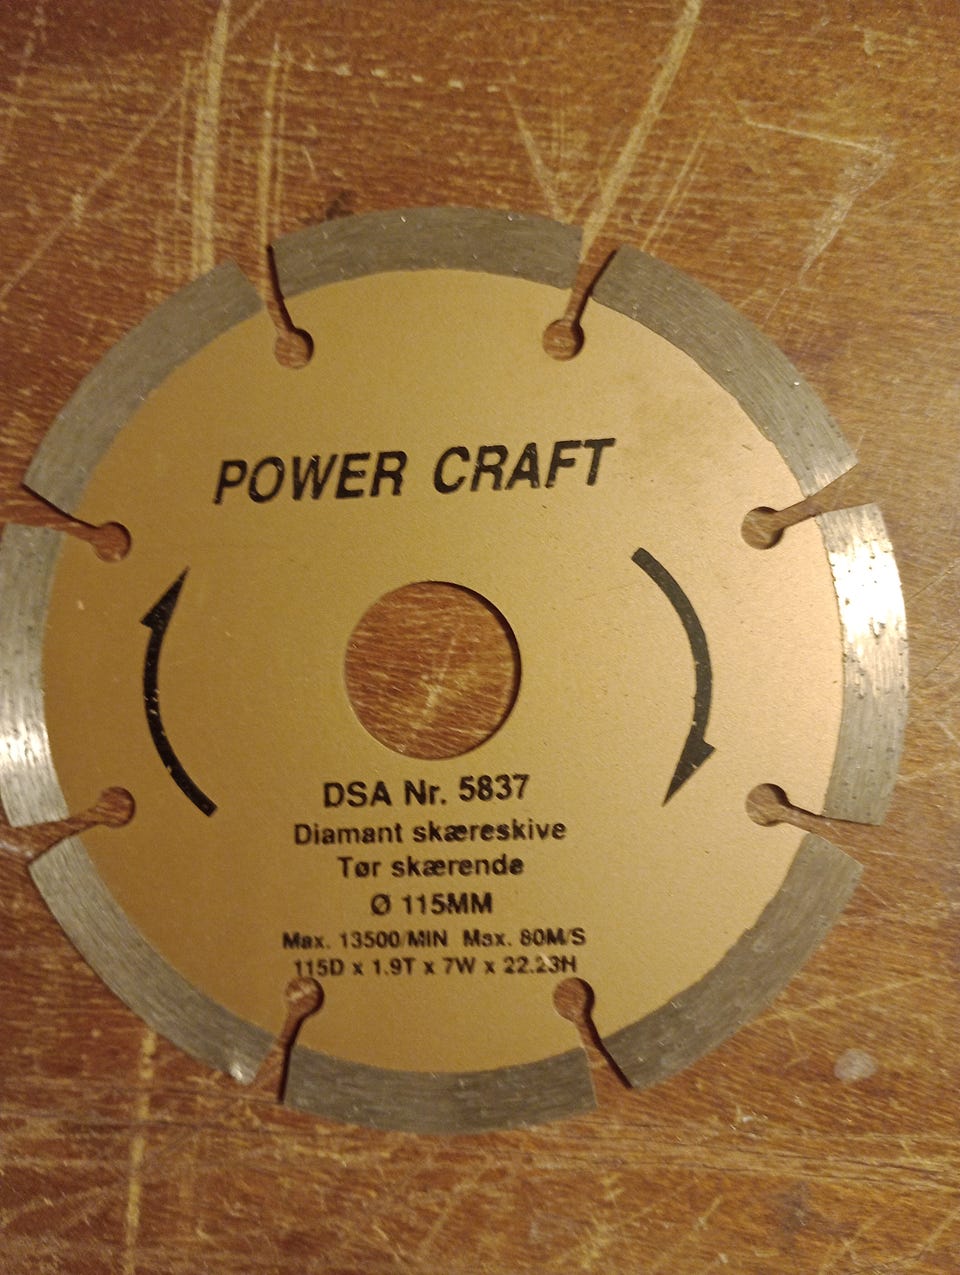 POWER CRAFT
DSA Nr. 5837
Diamant skæreskive
Tør skærende
Ø 115MM
Max. 13500/MIN Max. 80M/S
115D x 1.9T x 7W x 22.23H